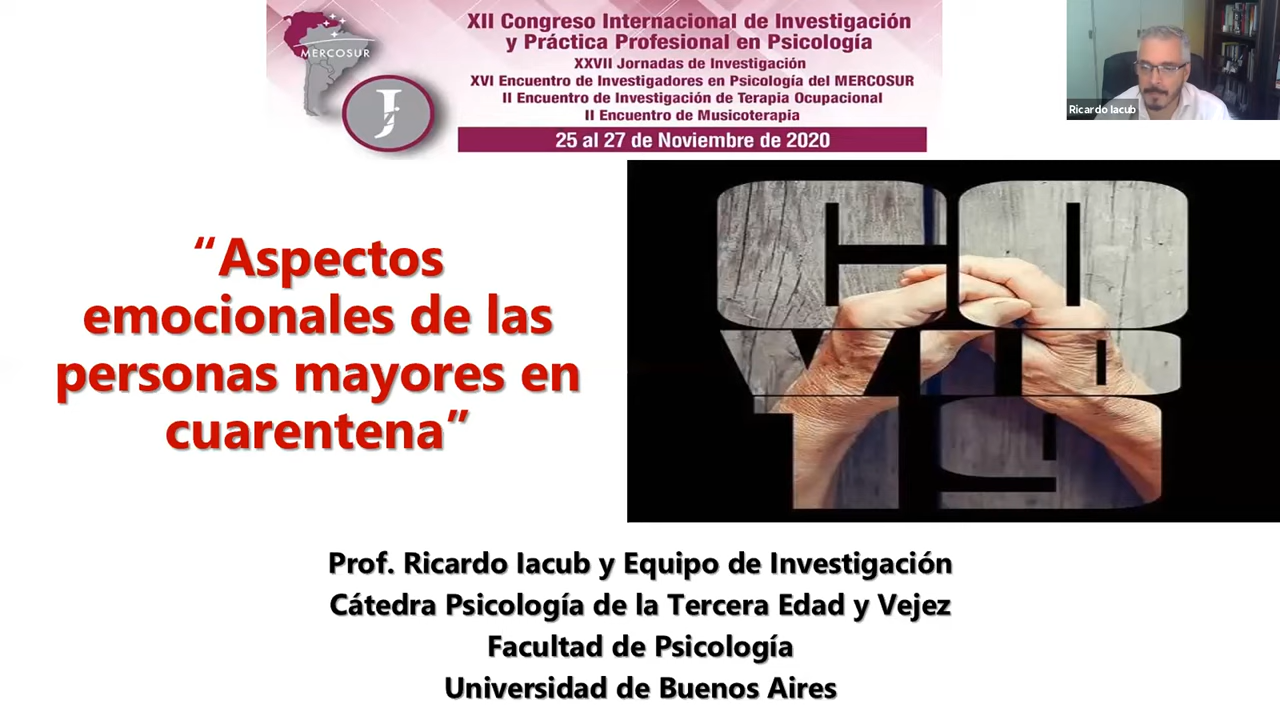 XII Congreso Internacional de Investigación
y Práctica Profesional en Psicología
XXVII Jornadas de Investigación
XVI Encuentro de Investigadores en Psicología del MERCOSUR
II Encuentro de Investigación de Terapia Ocupacional
II Encuentro de Musicoterapia
25 al 27 de Noviembre de 2020
MERCOSUR
Ricardo Iacub
“Aspectos
emocionales de las
personas mayores en
cuarentena”
CO
VID
19
Prof. Ricardo Iacub y Equipo de Investigación
Cátedra Psicología de la Tercera Edad y Vejez
Facultad de Psicología
Universidad de Buenos Aires